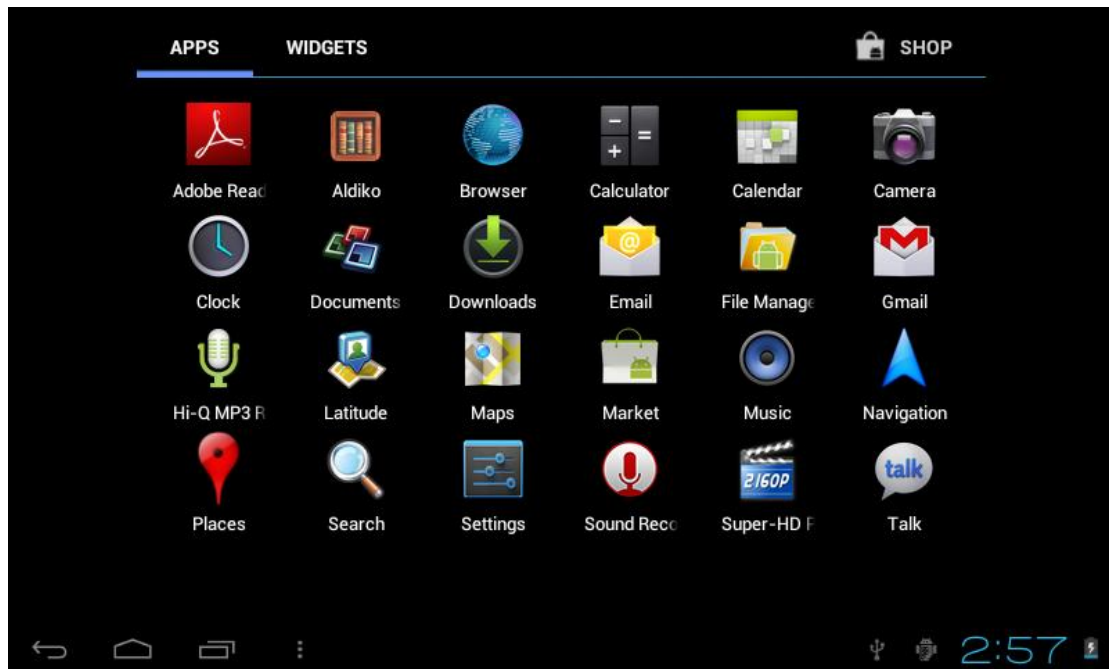 APPS WIDGETS SHOP
Adobe Read Aldiko Browser Calculator Calendar Camera
Clock Documents Downloads Email File Manage Gmail
Hi-Q MP3 R Latitude Maps Market Music Navigation
2160P talk
Places Search Settings Sound Reco Super-HD Talk
2:57